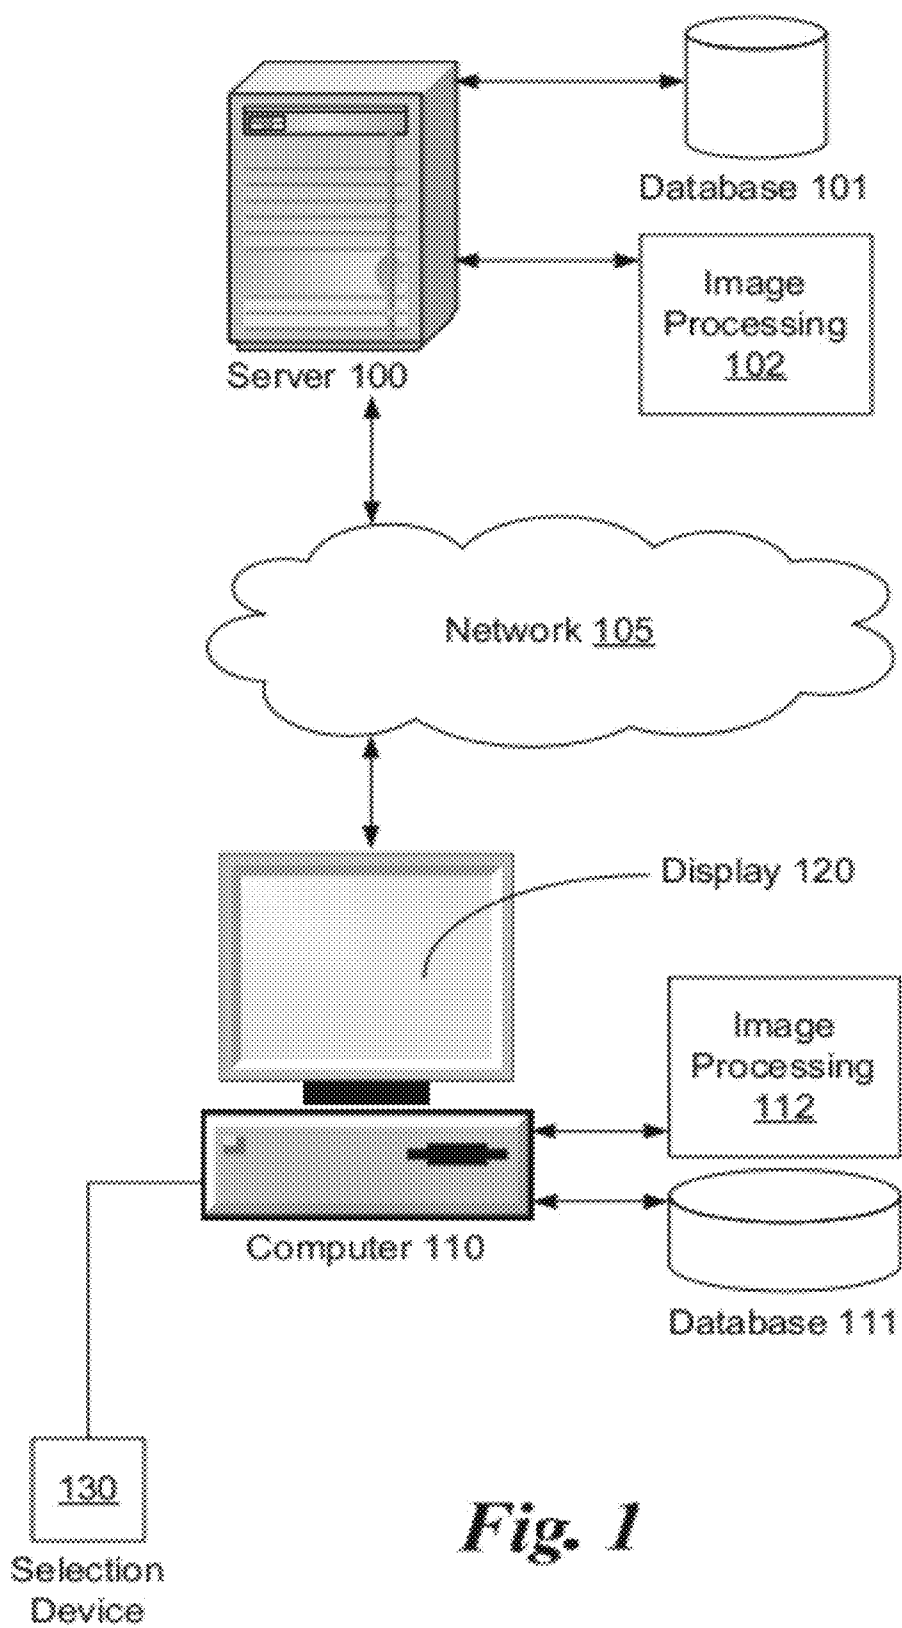 Database 101
Image
Processing
102
Server 100
Network 105
Display 120
Image
Processing
112
Computer 110
Database 111
130
Selection
Device
Fig. 1